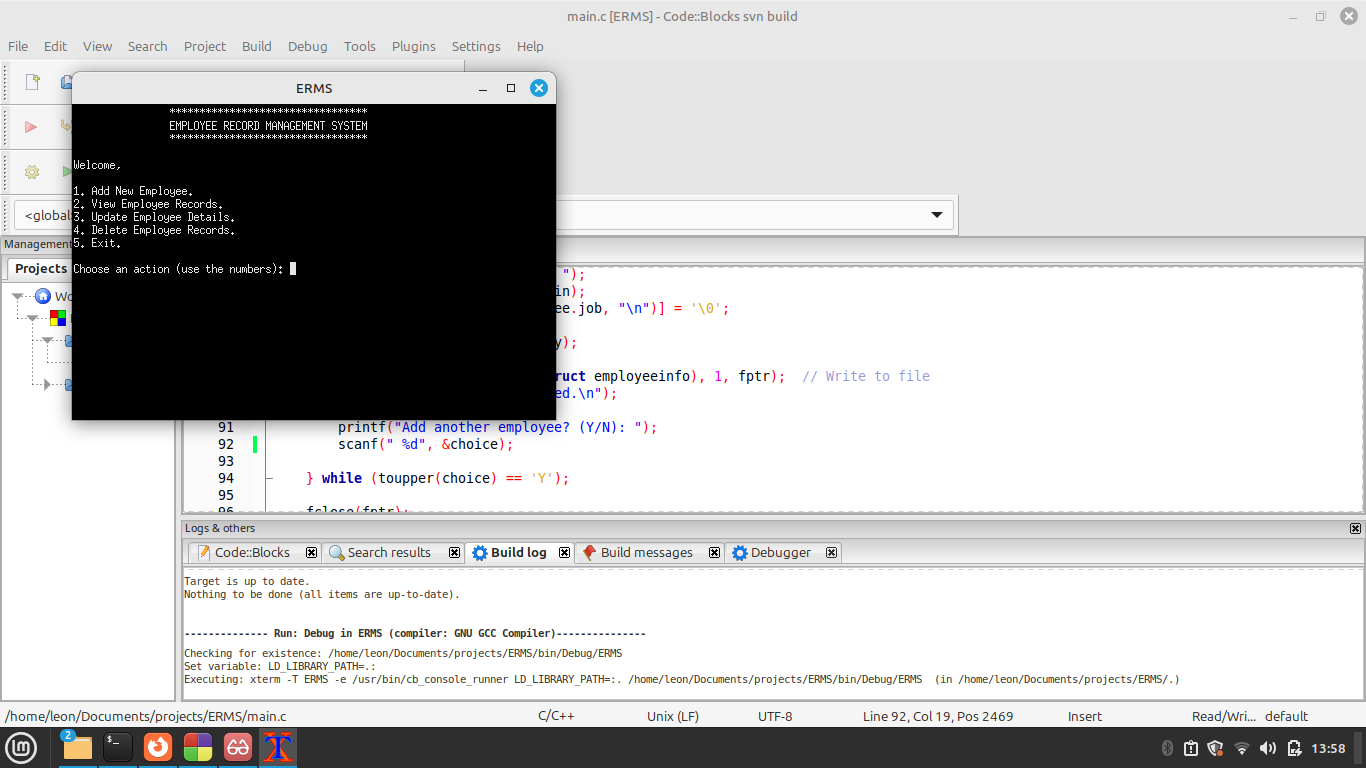 main.c [ERMS] - Code::Blocks svn build
File Edit View Search Project Build Debug Tools Plugins Settings Help
ERMS
*********************************
EMPLOYEE RECORD MANAGEMENT SYSTEM
*********************************
Welcome,
1. Add New Employee.
2. View Employee Records.
3. Update Employee Details.
4. Delete Employee Records.
5. Exit.
Choose an action (use the numbers):
<global
Management
Projects
Wo
");
in);
ee.job, "\n")] = '\0';
y);
ruct employeeinfo), 1, fptr); // Write to file
ed.\n");
91 printf("Add another employee? (Y/N): ");
92 scanf(" %d", &choice);
93
94 } while (toupper(choice) == 'Y');
95
96 fclose(fptr);
Logs & others
Code::Blocks Search results Build log Build messages Debugger
Target is up to date.
Nothing to be done (all items are up-to-date).
-------------- Run: Debug in ERMS (compiler: GNU GCC Compiler)---------------
Checking for existence: /home/leon/Documents/projects/ERMS/bin/Debug/ERMS
Set variable: LD_LIBRARY_PATH=.:
Executing: xterm -T ERMS -e /usr/bin/cb_console_runner LD_LIBRARY_PATH=:. /home/leon/Documents/projects/ERMS/bin/Debug/ERMS (in /home/leon/Documents/projects/ERMS/.)
/home/leon/Documents/projects/ERMS/main.c C/C++ Unix (LF) UTF-8 Line 92, Col 19, Pos 2469 Insert Read/Wri... default
2
$_
13:58